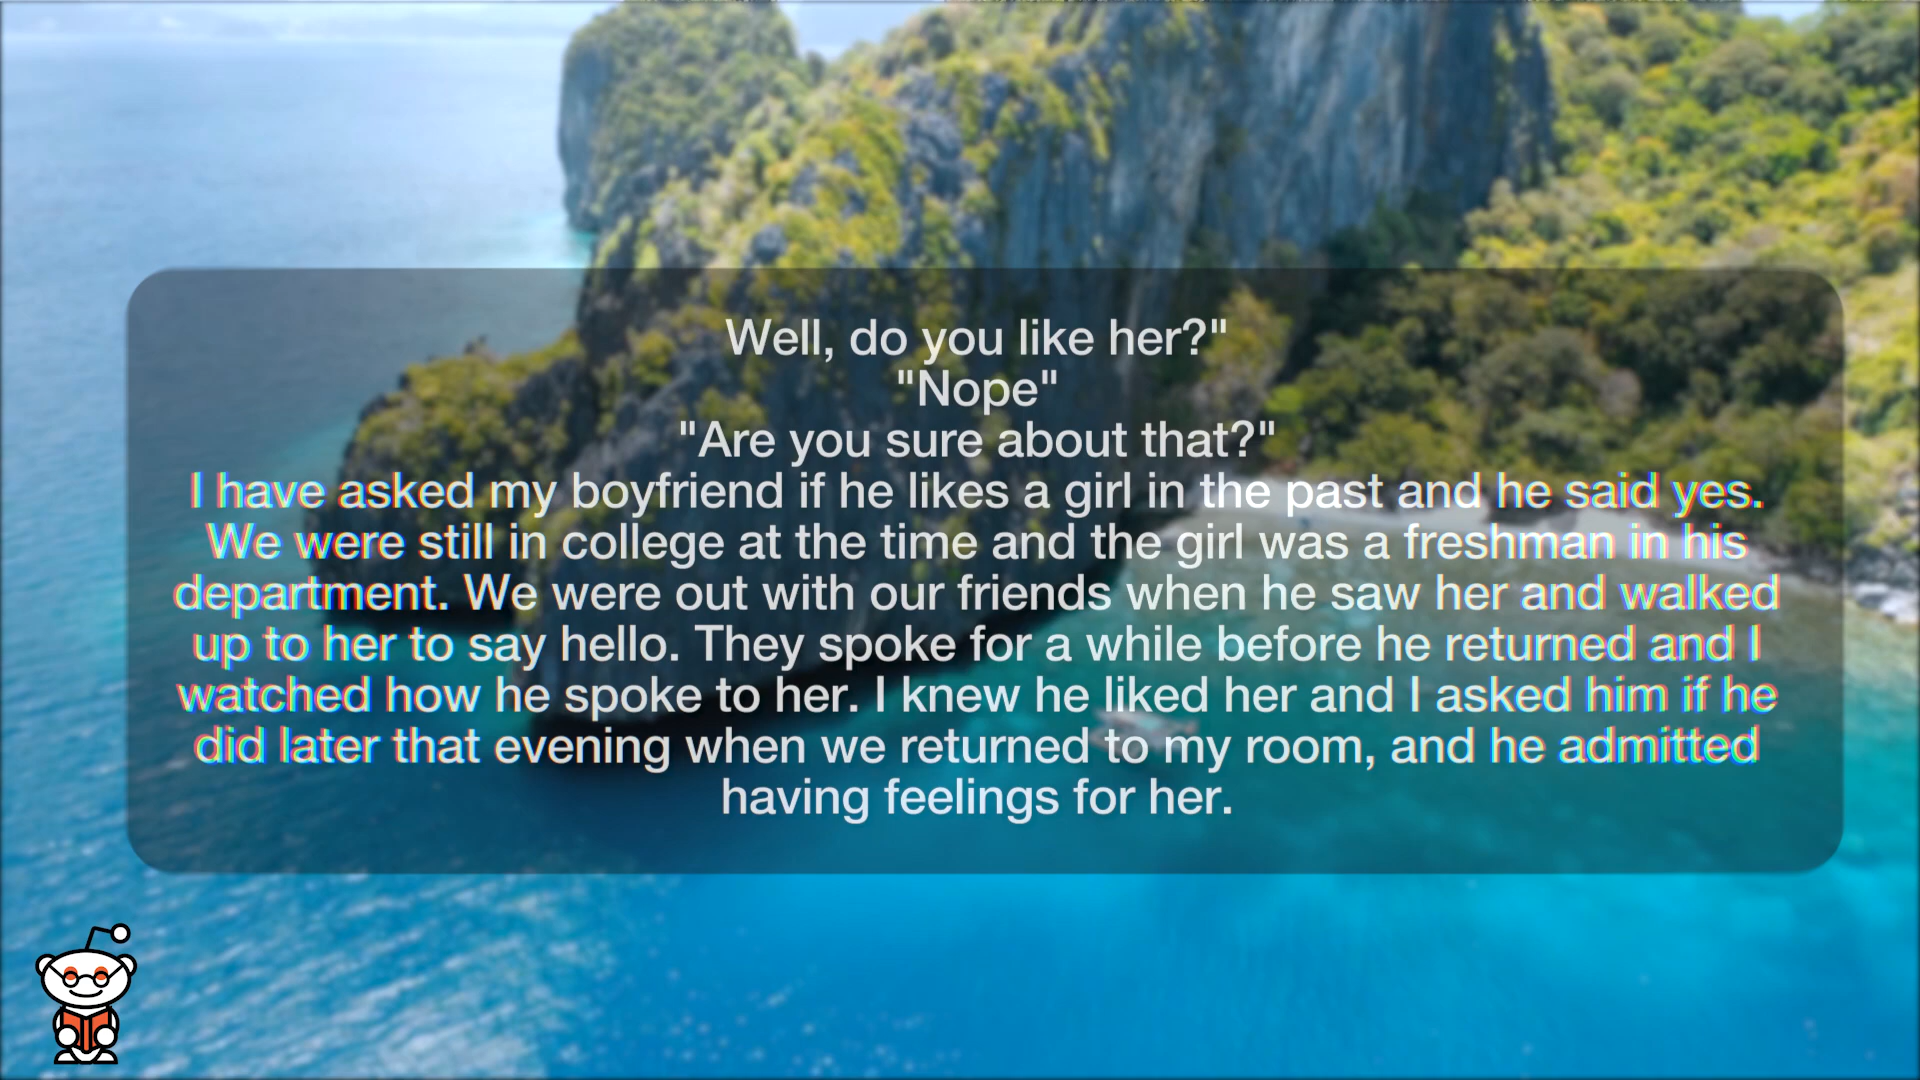 Well, do you like her?"
"Nope"
"Are you sure about that?"
I have asked my boyfriend if he likes a girl in the past and he said yes.
We were still in college at the time and the girl was a freshman in his
department. We were out with our friends when he saw her and walked
up to her to say hello. They spoke for a while before he returned and I
watched how he spoke to her. I knew he liked her and I asked him if he
did later that evening when we returned to my room, and he admitted
having feelings for her.